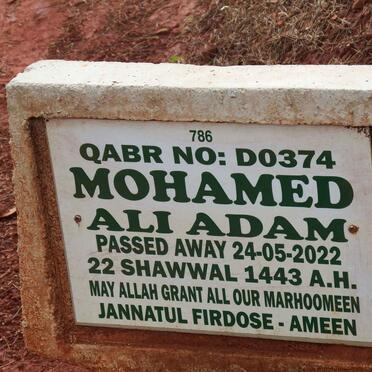 786
QABR NO: D0374
MOHAMED
ALI ADAM
PASSED AWAY 24-05-2022
22 SHAWWAL 1443 A.H.
MAY ALLAH GRANT ALL OUR MARHOOMEEN
JANNATUL FIRDOSE - AMEEN